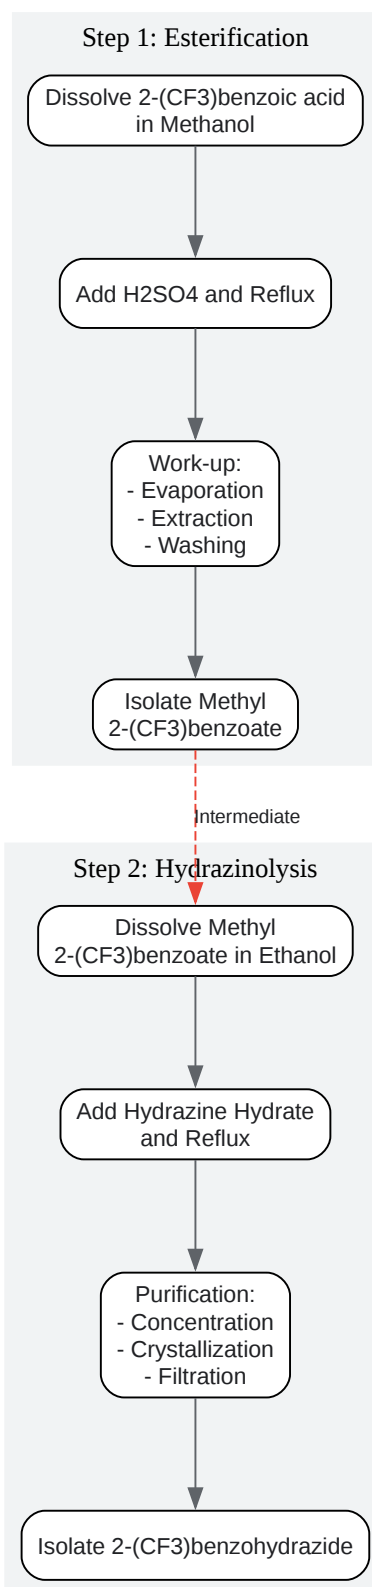 Step 1: Esterification
Dissolve 2-(CF3)benzoic acid
in Methanol
Add H2SO4 and Reflux
Work-up:
- Evaporation
- Extraction
- Washing
Isolate Methyl
2-(CF3)benzoate
Intermediate
Step 2: Hydrazinolysis
Dissolve Methyl
2-(CF3)benzoate in Ethanol
Add Hydrazine Hydrate
and Reflux
Purification:
- Concentration
- Crystallization
- Filtration
Isolate 2-(CF3)benzohydrazide